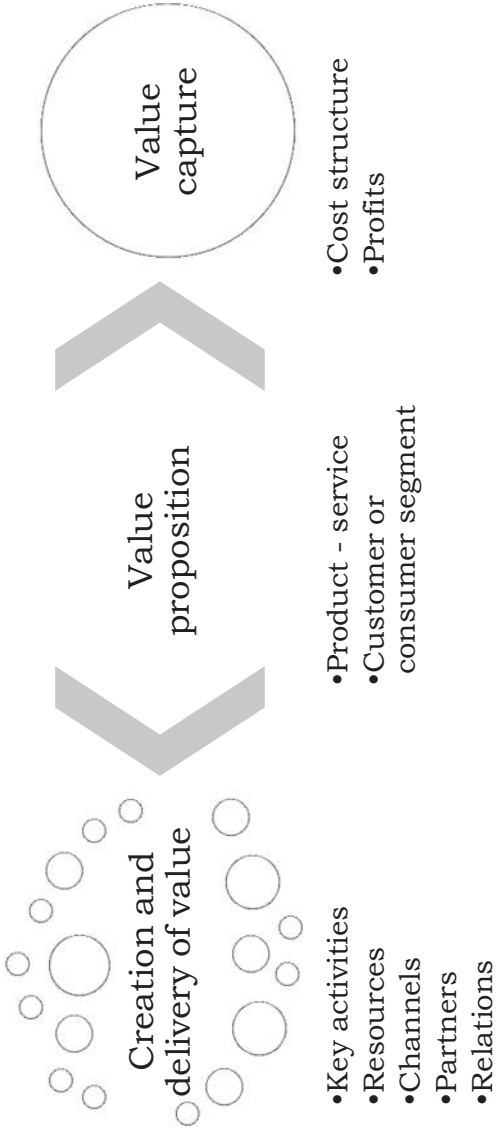 Creation and
delivery of value
•Key activities
•Resources
•Channels
•Partners
•Relations
Value
proposition
•Product - service
•Customer or
consumer segment
Value
capture
•Cost structure
•Profits